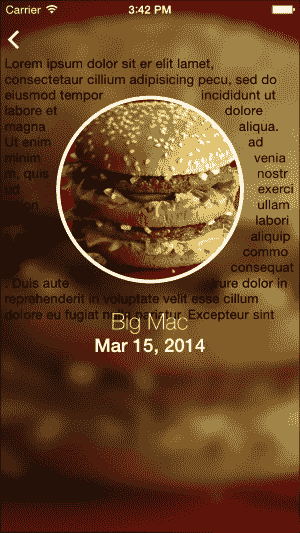 Carrier 3:42 PM
Lorem ipsum dolor sit er elit lamet,
consectetaur cillium adipisicing pecu, sed do
eiusmod tempor incididunt ut
labore et dolore
magna aliqua.
Ut enim ad
minim venia
m, quis nostr
ud exerci
on ullam
labori
aliquip
commo
consequat
. Duis aute irure dolor in
reprehenderit in voluptate velit esse cillum
dolore eu fugiat nulla pariatur. Excepteur sint
Big Mac
Mar 15, 2014